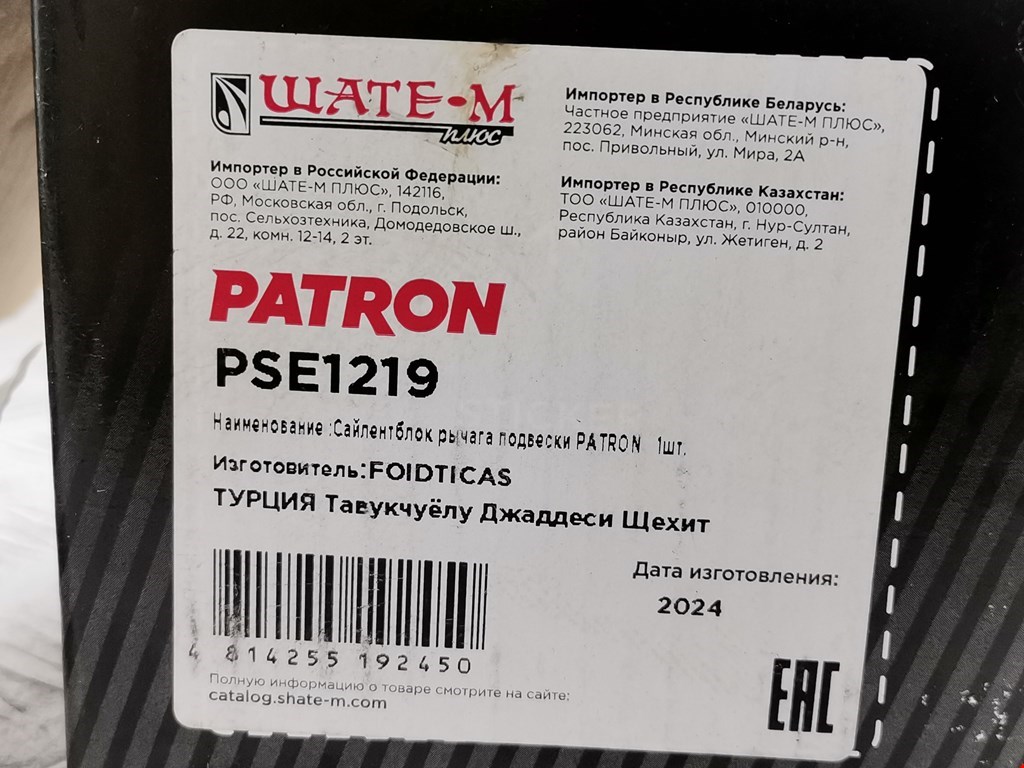 ШАТЕ-М
плюс
Импортер в Российской Федерации:
ООО «ШАТЕ-М ПЛЮС», 142116,
РФ, Московская обл., г. Подольск,
пос. Сельхозтехника, Домодедовское ш.,
д. 22, комн. 12-14, 2 эт.
Импортер в Республике Беларусь:
Частное предприятие «ШАТЕ-М ПЛЮС»,
223062, Минская обл., Минский р-н,
пос. Привольный, ул. Мира, 2А
Импортер в Республике Казахстан:
ТОО «ШАТЕ-М ПЛЮС», 010000,
Республика Казахстан, г. Нур-Султан,
район Байконыр, ул. Жетиген, д. 2
PATRON
PSE1219
Наименование :Сайлентблок рычага подвески PATRON 1шт.
Изготовитель:FOIDTICAS
ТУРЦИЯ Тавукчуёлу Джаддеси Щехит
Дата изготовления:
2024
4 814255 192450
Полную информацию о товаре смотрите на сайте:
catalog.shate-m.com
EAC